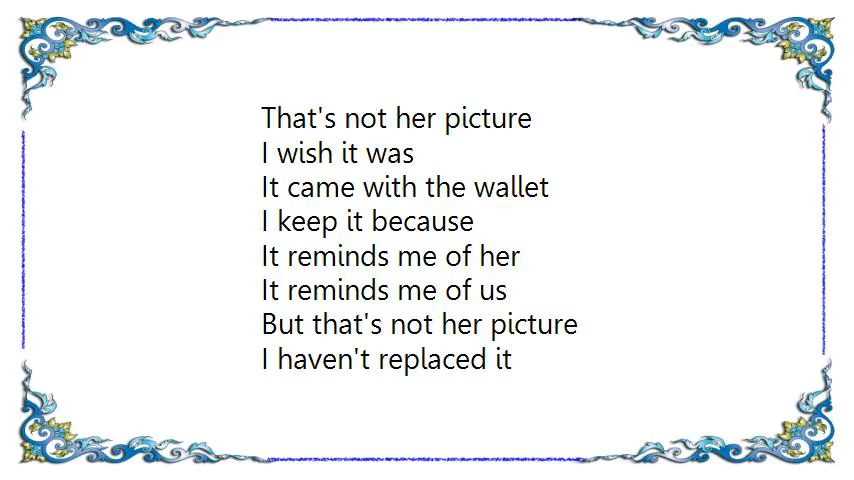 That's not her picture
I wish it was
It came with the wallet
I keep it because
It reminds me of her
It reminds me of us
But that's not her picture
I haven't replaced it